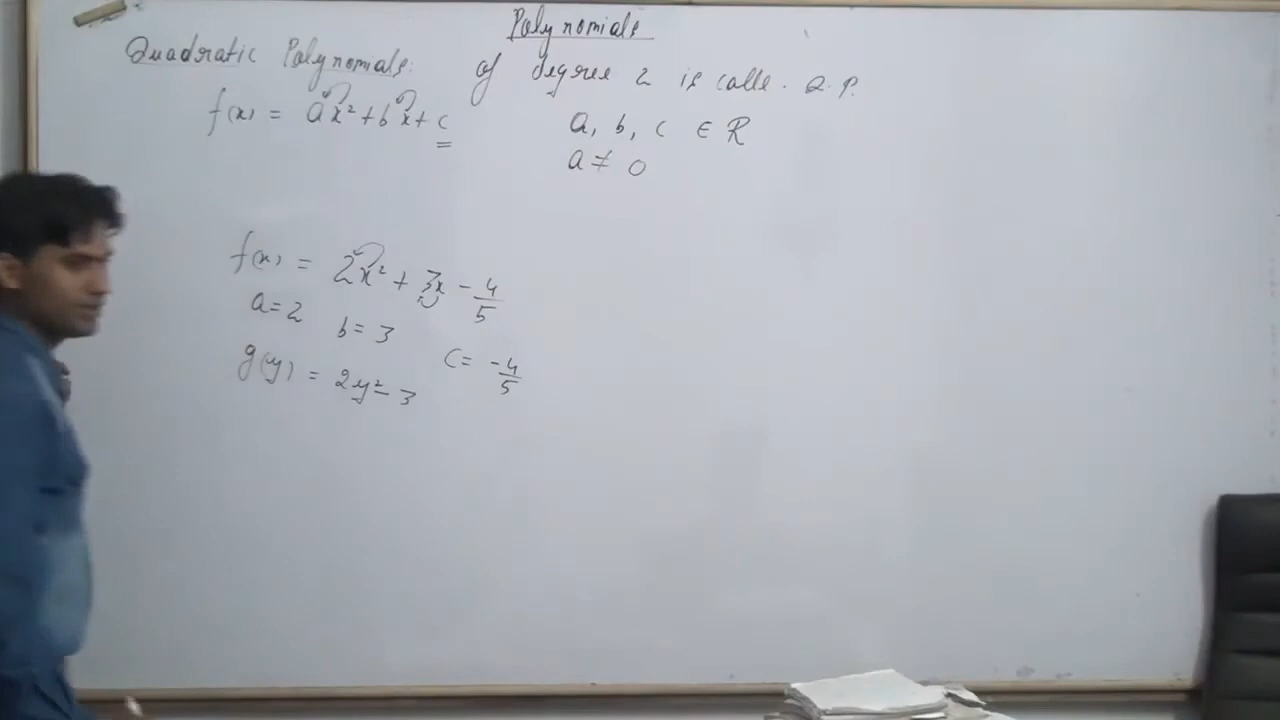 Polynomials
Quadratic Polynomials: of degree 2 is calle. Q.P.
f(x) = ax² + bx + c
a, b, c ∈ R
a ≠ 0
f(x) = 2x² + 3x - 4/5
a = 2 b = 3 c = -4/5
g(y) = 2y² - 3